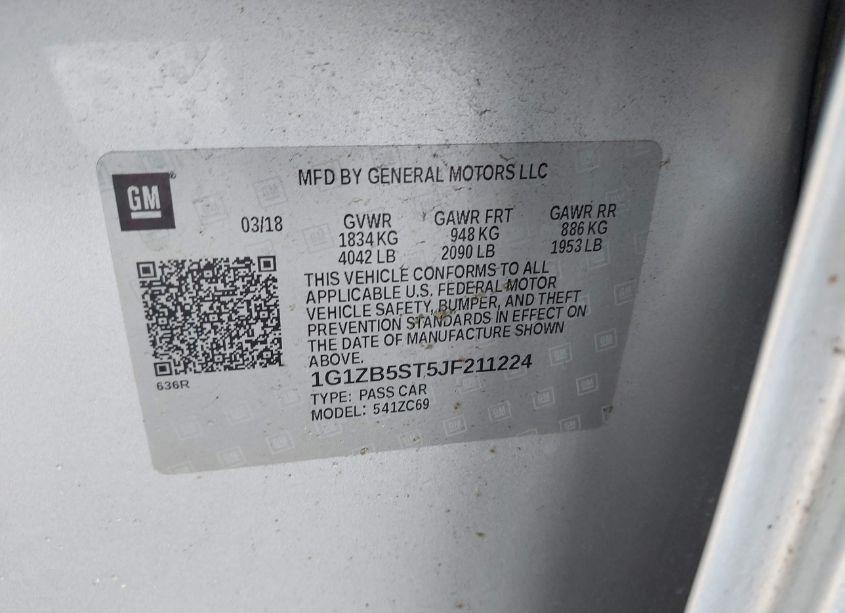 GM
MFD BY GENERAL MOTORS LLC
03/18
GVWR
1834 KG
4042 LB
GAWR FRT
948 KG
2090 LB
GAWR RR
886 KG
1953 LB
THIS VEHICLE CONFORMS TO ALL
APPLICABLE U.S. FEDERAL MOTOR
VEHICLE SAFETY, BUMPER, AND THEFT
PREVENTION STANDARDS IN EFFECT ON
THE DATE OF MANUFACTURE SHOWN
ABOVE.
1G1ZB5ST5JF211224
TYPE: PASS CAR
MODEL: 541ZC69
636R